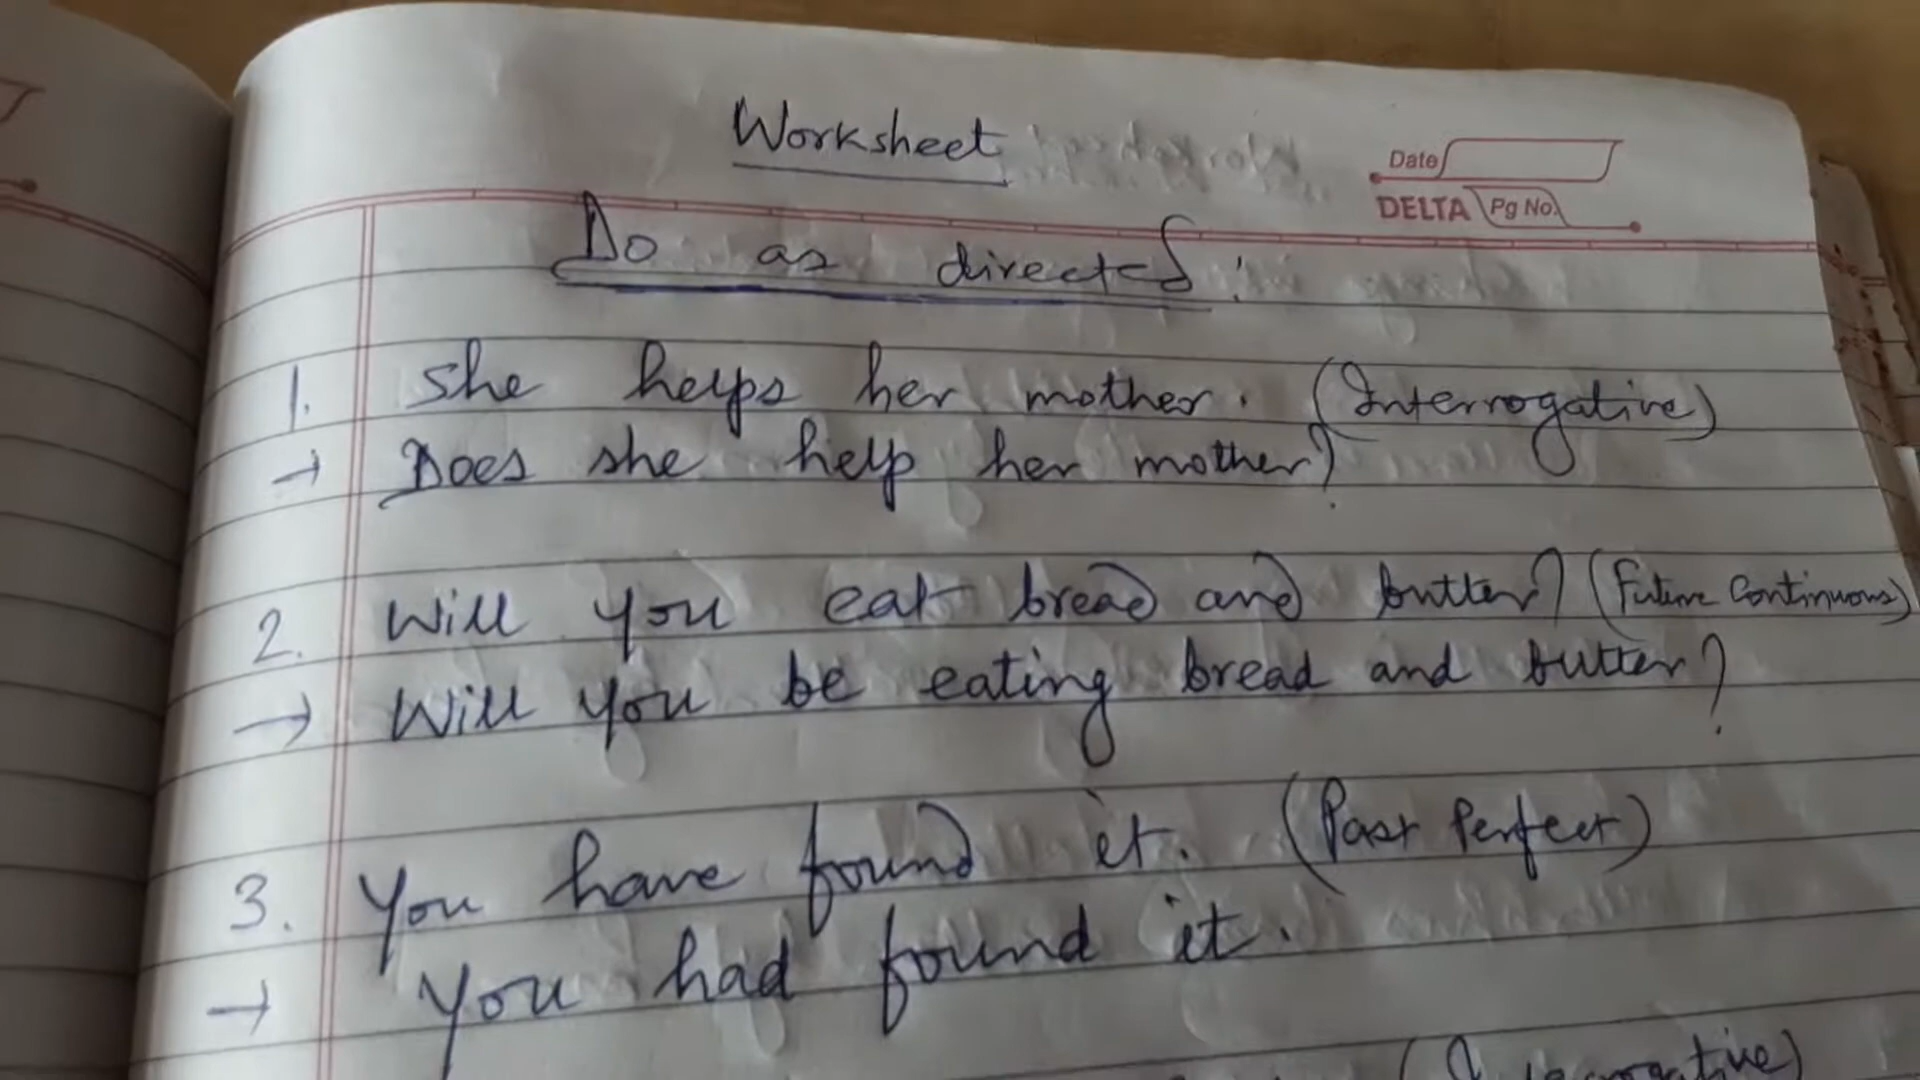 Worksheet
Date
DELTA Pg No.
Do as directed:
1. She helps her mother. (Interrogative)
→ Does she help her mother?
2. Will you eat bread and butter? (Future Continuous)
→ Will you be eating bread and butter?
3. You have found it. (Past Perfect)
→ You had found it.
(Interrogative)